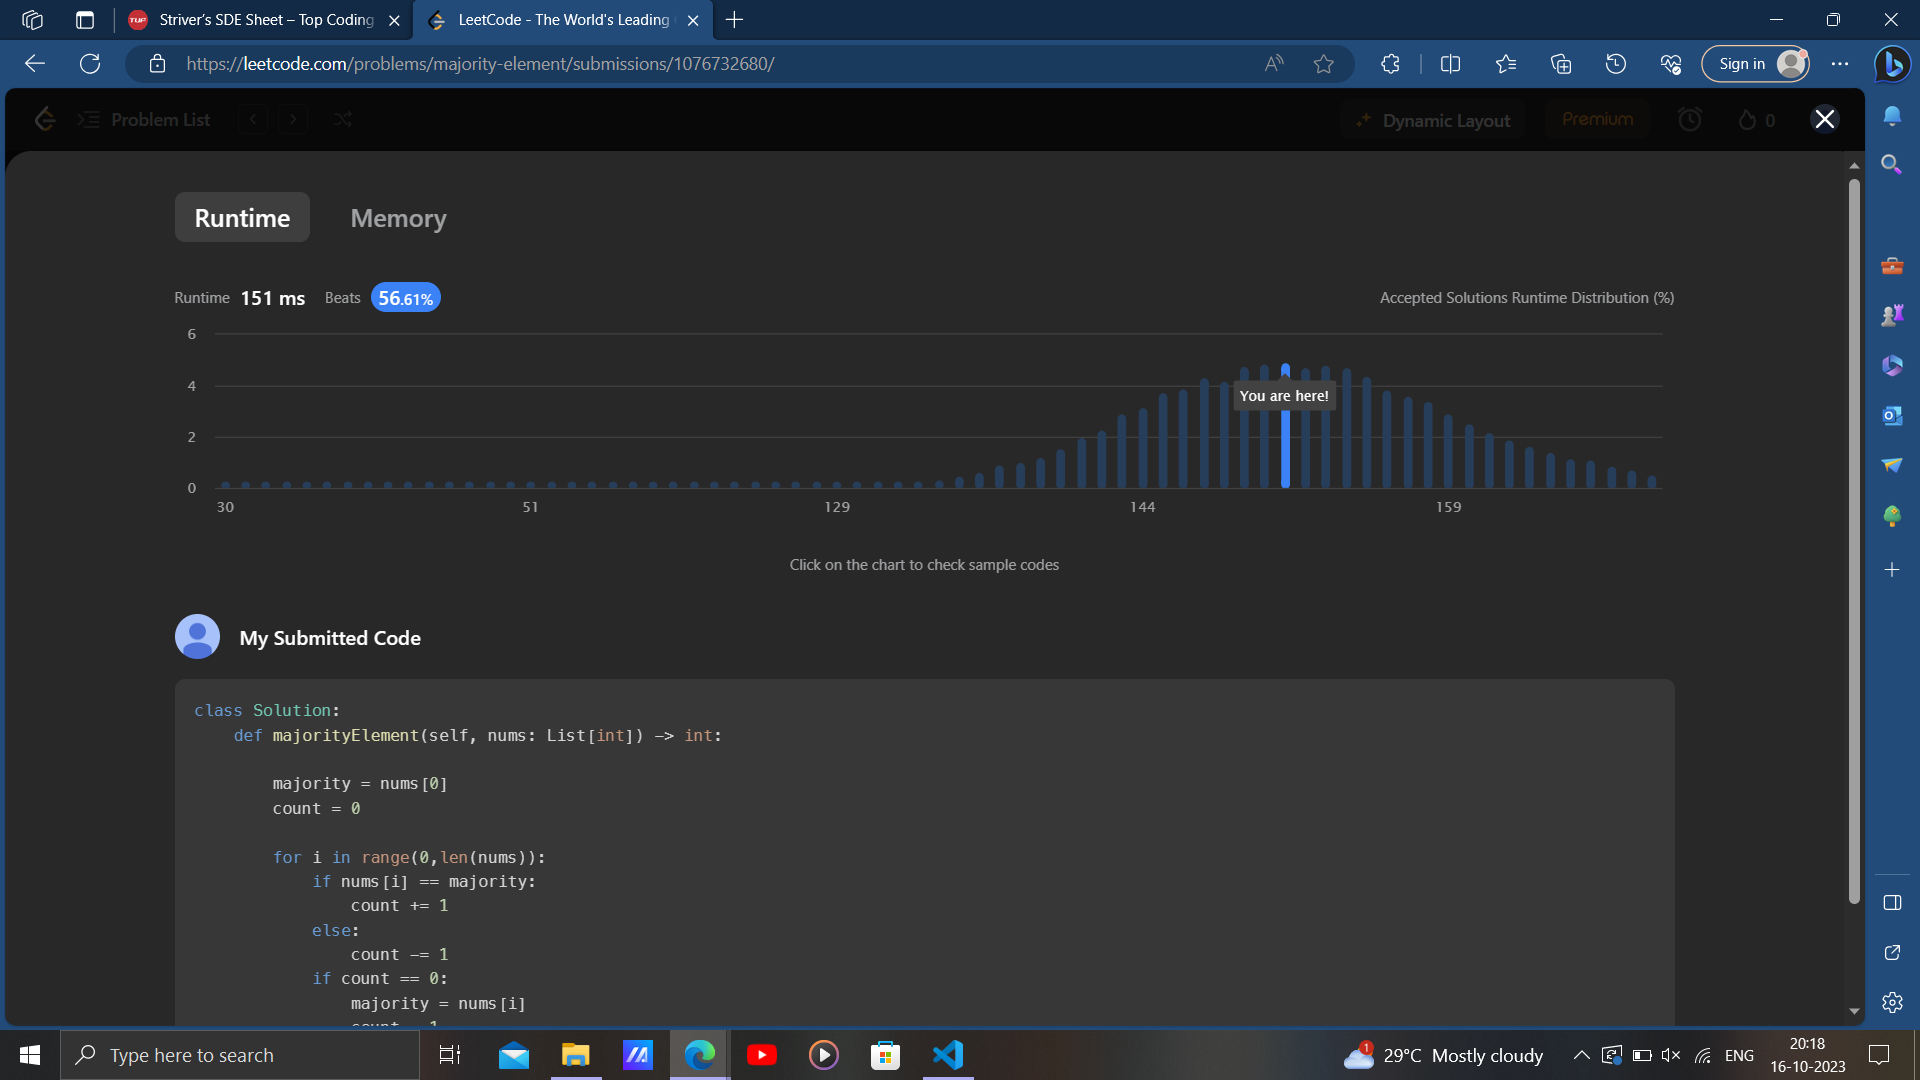 Striver's SDE Sheet – Top Coding
LeetCode - The World's Leading
https://leetcode.com/problems/majority-element/submissions/1076732680/
Sign in
Problem List
Dynamic Layout
Premium
0
Runtime
Memory
Runtime 151 ms Beats 56.61%
Accepted Solutions Runtime Distribution (%)
6
4
2
0
You are here!
30 51 129 144 159
Click on the chart to check sample codes
My Submitted Code
class Solution:
    def majorityElement(self, nums: List[int]) -> int:
        majority = nums[0]
        count = 0
        for i in range(0,len(nums)):
            if nums[i] == majority:
                count += 1
            else:
                count -= 1
            if count == 0:
                majority = nums[i]
Type here to search
1
29°C Mostly cloudy
ENG
20:18
16-10-2023